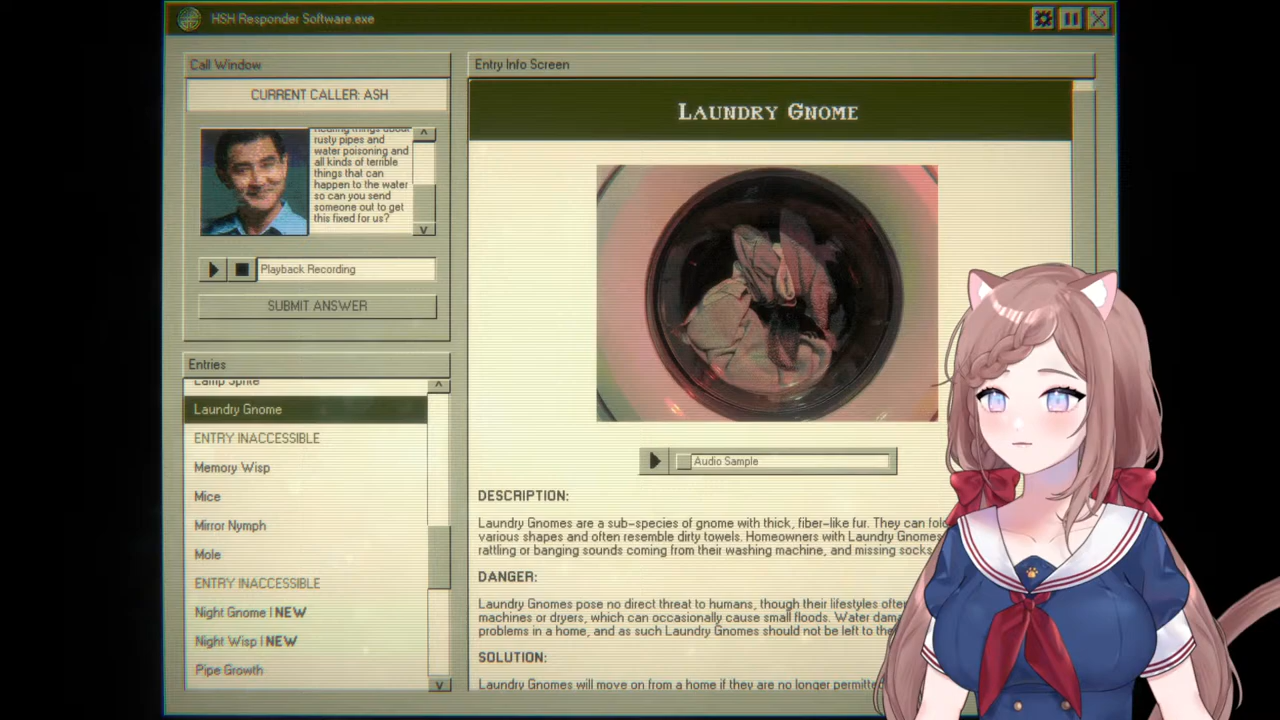 HSH Responder Software.exe
Call Window
CURRENT CALLER: ASH
hearing things about
rusty pipes and
water poisoning and
all kinds of terrible
things that can
happen to the water
so can you send
someone out to get
this fixed for us?
Playback Recording
SUBMIT ANSWER
Entries
Lamp Sprite
Laundry Gnome
ENTRY INACCESSIBLE
Memory Wisp
Mice
Mirror Nymph
Mole
ENTRY INACCESSIBLE
Night Gnome | NEW
Night Wisp | NEW
Pipe Growth
Entry Info Screen
LAUNDRY GNOME
Audio Sample
DESCRIPTION:
Laundry Gnomes are a sub-species of gnome with thick, fiber-like fur. They can fold
various shapes and often resemble dirty towels. Homeowners with Laundry Gnomes
rattling or banging sounds coming from their washing machine, and missing socks
DANGER:
Laundry Gnomes pose no direct threat to humans, though their lifestyles often
machines or dryers, which can occasionally cause small floods. Water
problems in a home, and as such Laundry Gnomes should not be left to
SOLUTION:
Laundry Gnomes will move on from a home if they are no longer permitted